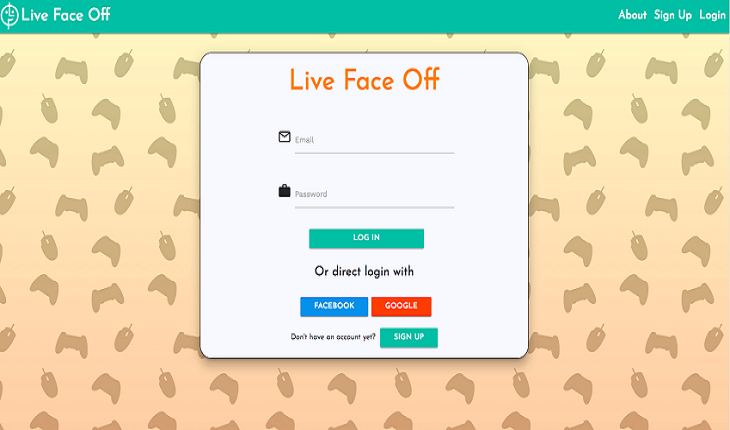 Live Face Off About Sign Up Login
Live Face Off
Email
Password
LOG IN
Or direct login with
FACEBOOK GOOGLE
Don't have an account yet? SIGN UP